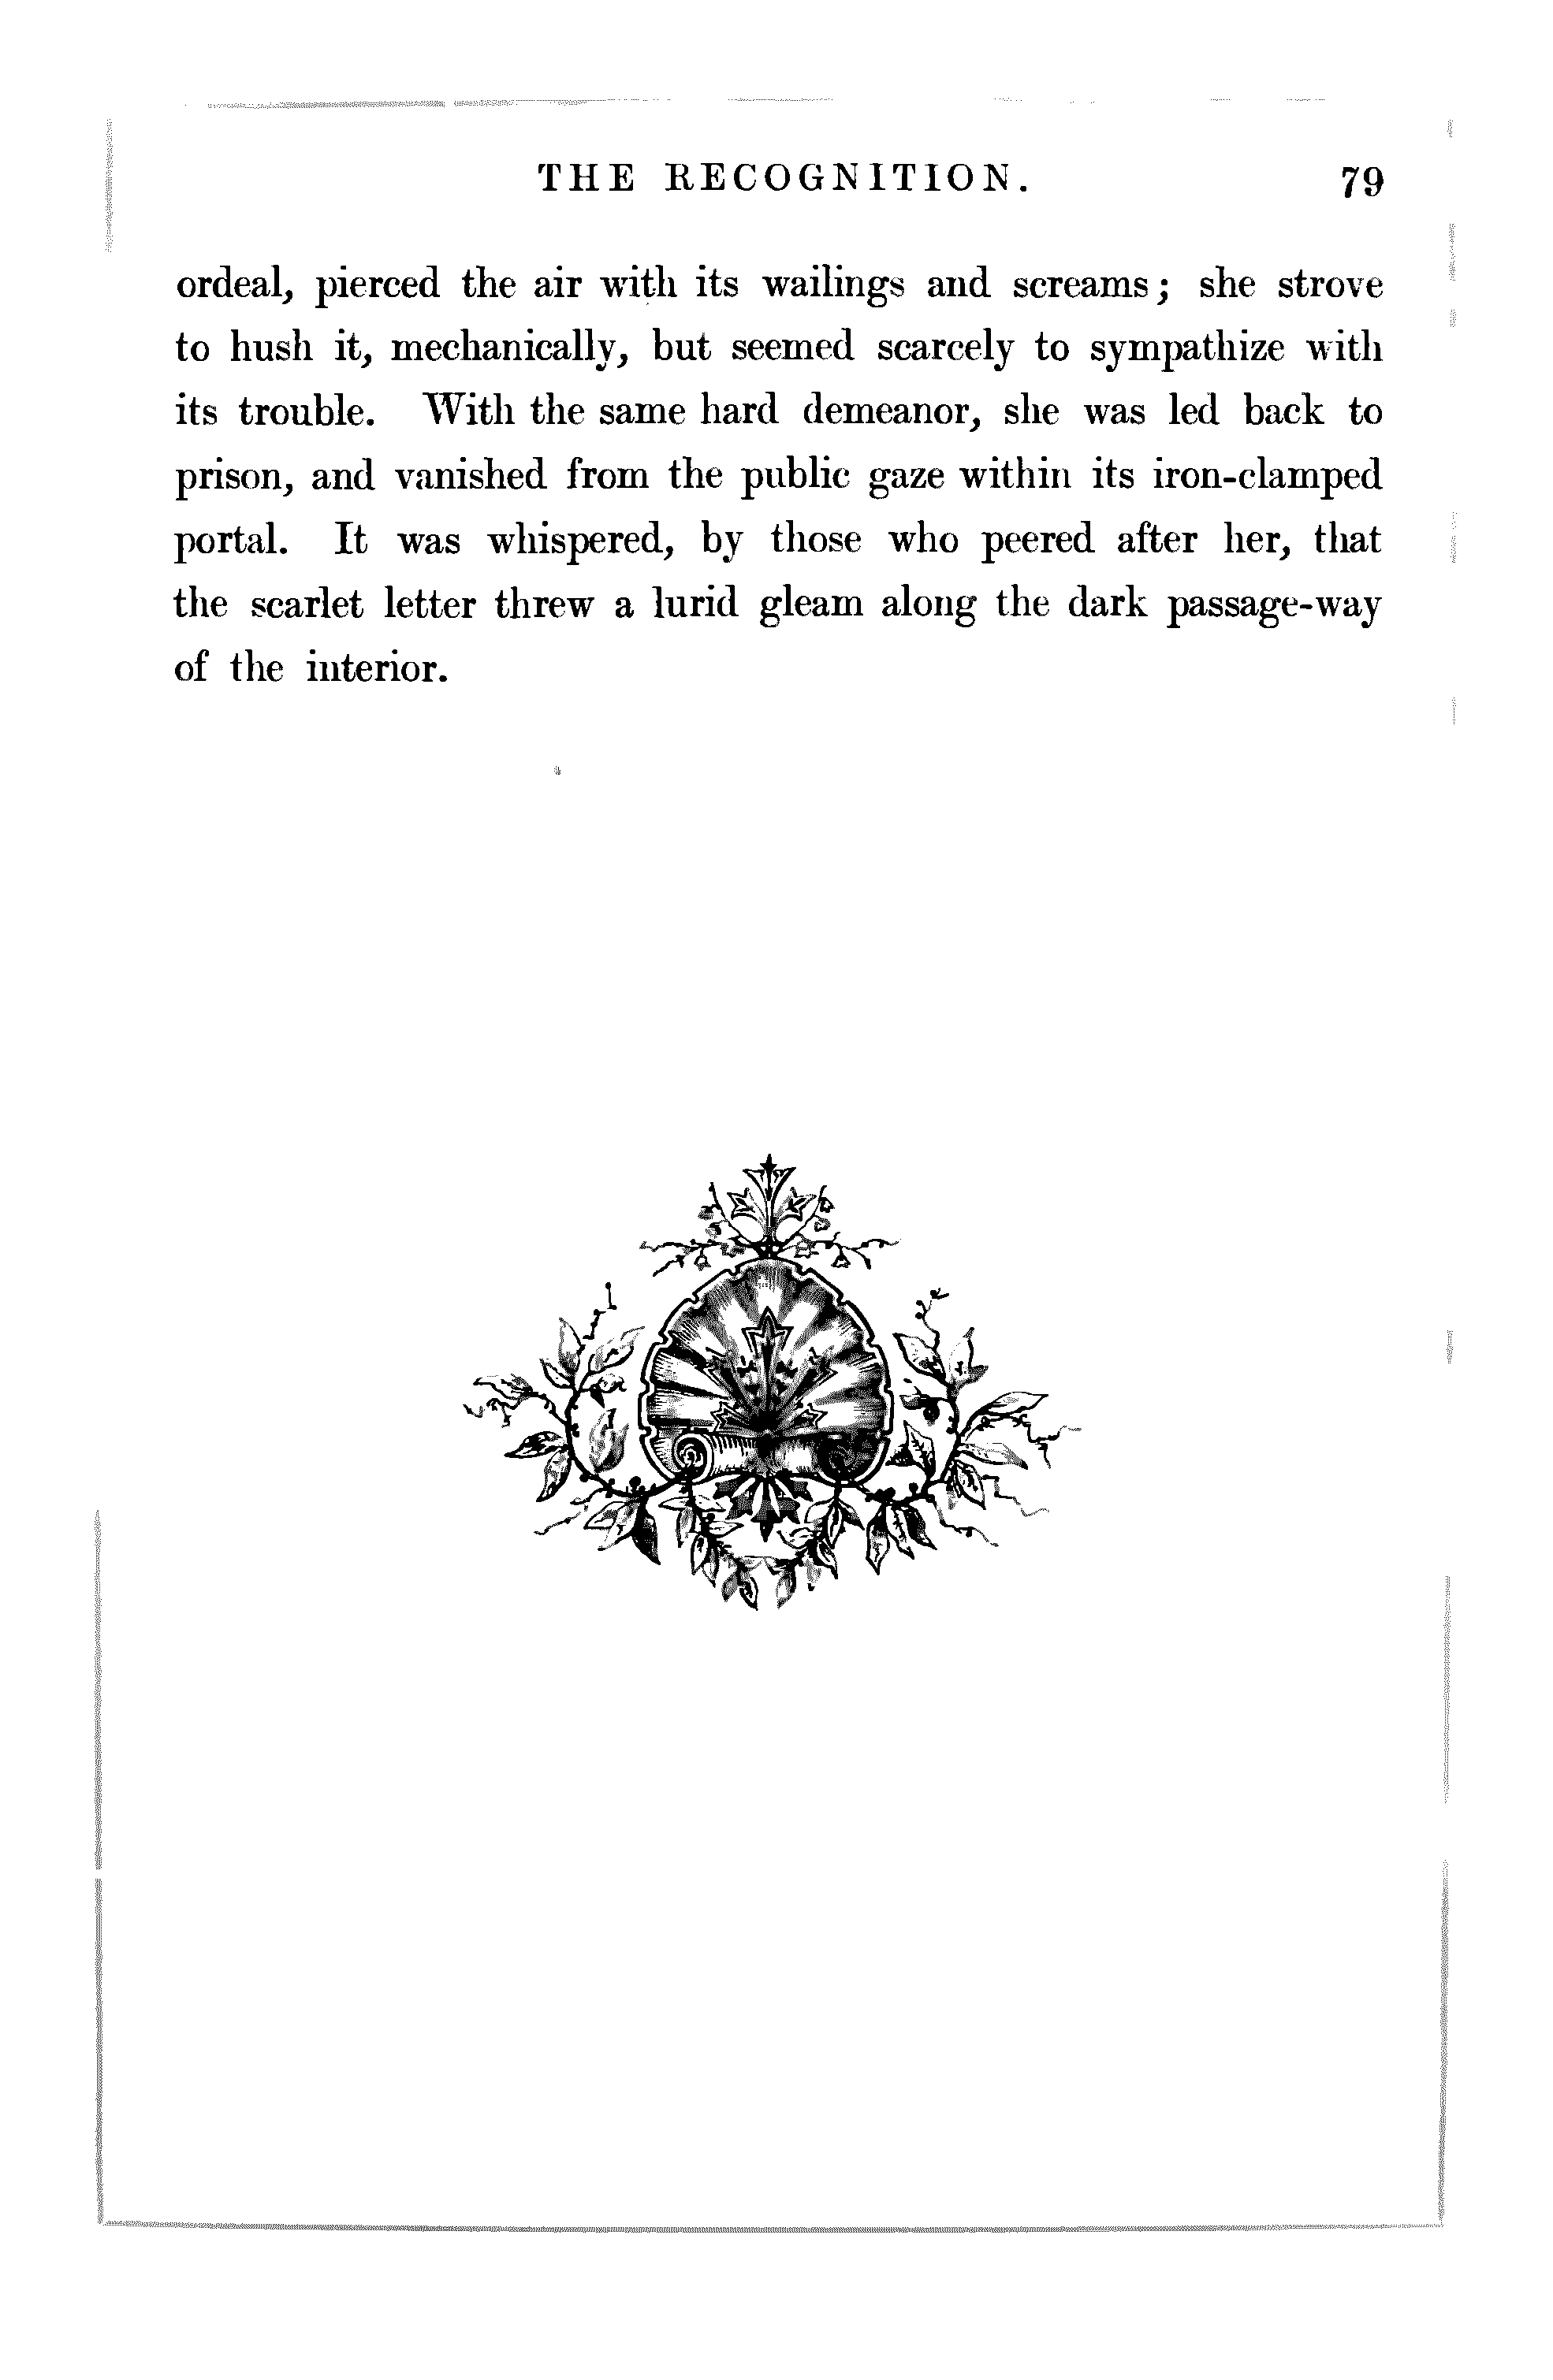 THE RECOGNITION. 79
ordeal, pierced the air with its wailings and screams; she strove
to hush it, mechanically, but seemed scarcely to sympathize with
its trouble. With the same hard demeanor, she was led back to
prison, and vanished from the public gaze within its iron-clamped
portal. It was whispered, by those who peered after her, that
the scarlet letter threw a lurid gleam along the dark passage-way
of the interior.